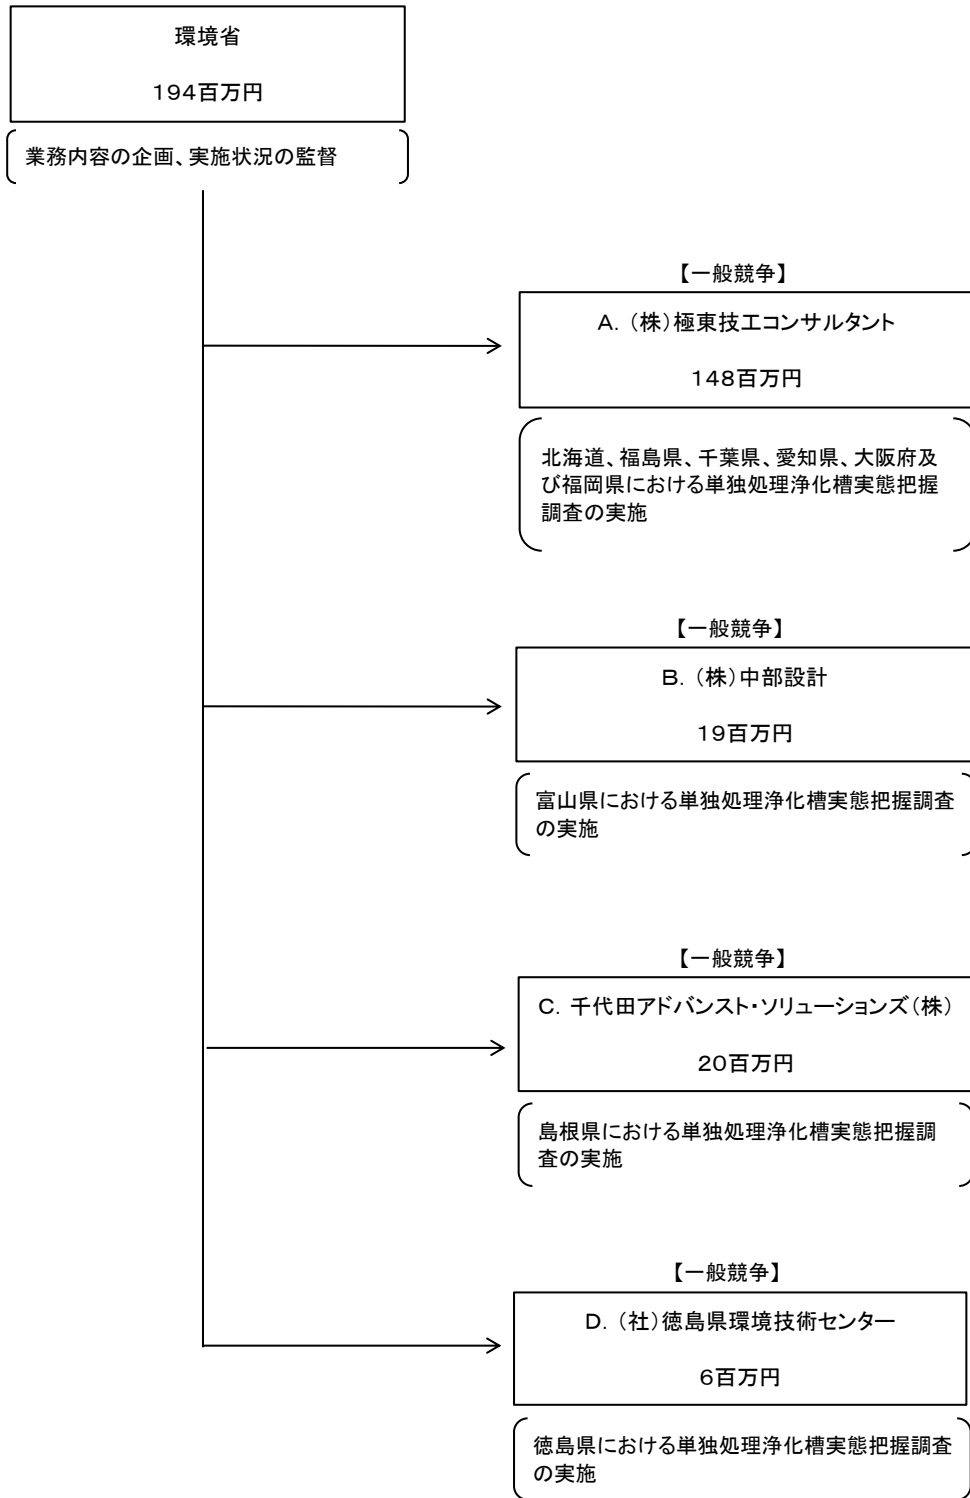 環境省
194百万円
業務内容の企画、実施状況の監督
【一般競争】
A.（株）極東技工コンサルタント
148百万円
北海道、福島県、千葉県、愛知県、大阪府及
び福岡県における単独処理浄化槽実態把握
調査の実施
【一般競争】
B.（株）中部設計
19百万円
富山県における単独処理浄化槽実態把握調査
の実施
【一般競争】
C. 千代田アドバンスト・ソリューションズ（株）
20百万円
島根県における単独処理浄化槽実態把握調
査の実施
【一般競争】
D.（社）徳島県環境技術センター
6百万円
徳島県における単独処理浄化槽実態把握調査
の実施